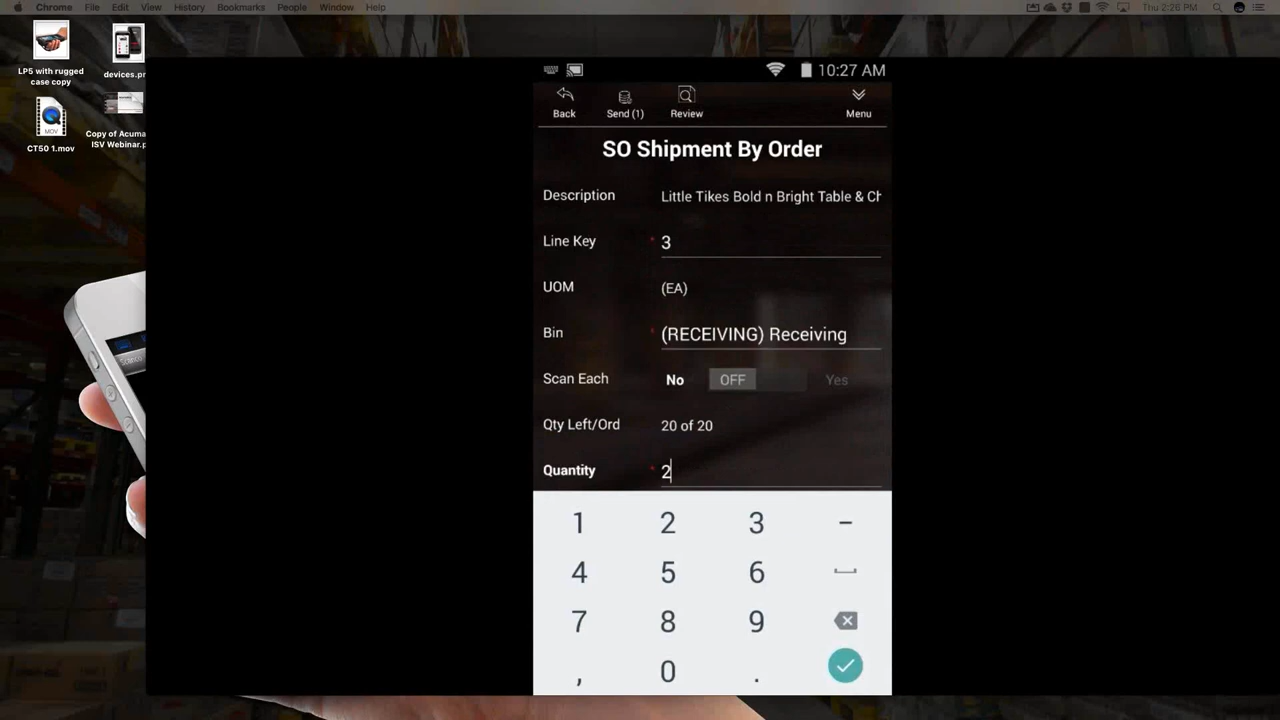 Chrome File Edit View History Bookmarks People Window Help Thu 2:26 PM
LP5 with rugged
case copy
devices.pr
CT50 1.mov
MOV
Copy of Acuma
ISV Webinar.p
10:27 AM
Back Send (1) Review Menu
SO Shipment By Order
Description Little Tikes Bold n Bright Table & Ch
Line Key * 3
UOM (EA)
Bin * (RECEIVING) Receiving
Scan Each No OFF Yes
Qty Left/Ord 20 of 20
Quantity * 2
1 2 3 -
4 5 6
7 8 9
, 0 .